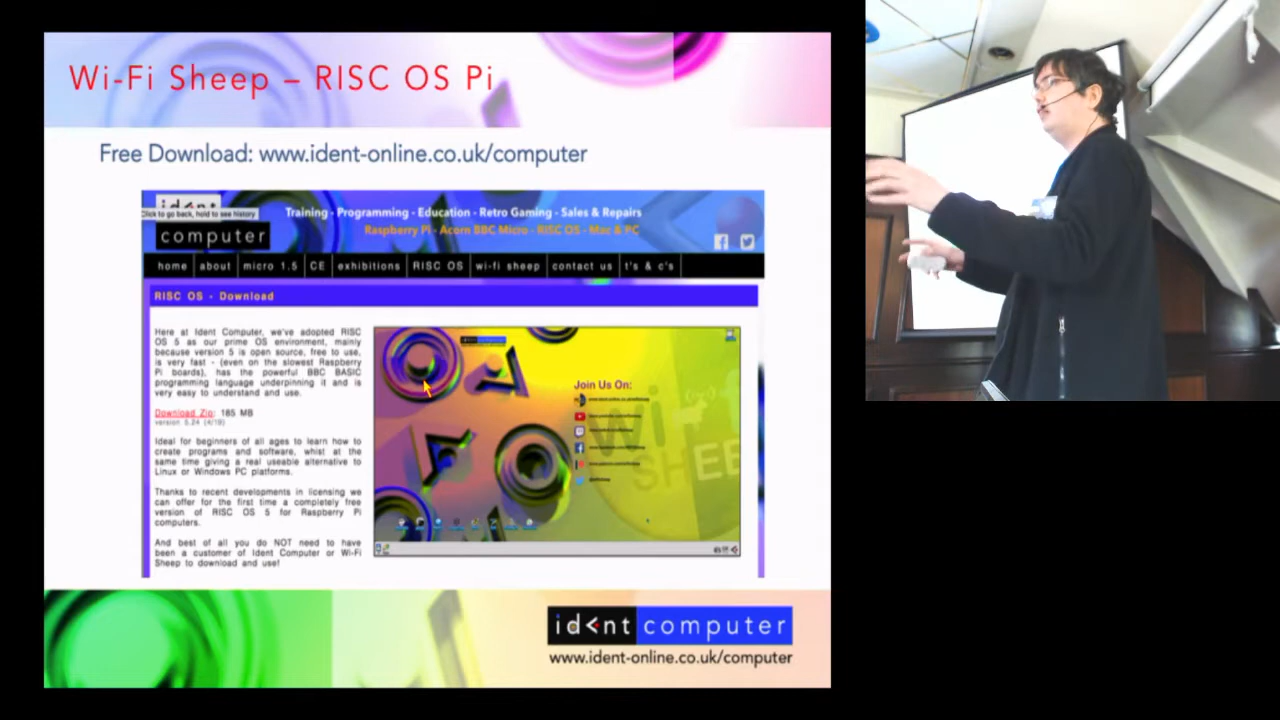 Wi-Fi Sheep – RISC OS Pi
Free Download: www.ident-online.co.uk/computer
ident
Click to go back, hold to see history
computer
Training - Programming - Education - Retro Gaming - Sales & Repairs
Raspberry Pi - Acorn BBC Micro - RISC OS - Mac & PC
home about micro 1.5 CE exhibitions RISC OS wi-fi sheep contact us t's & c's
RISC OS - Download
Here at Ident Computer, we've adopted RISC
OS 5 as our prime OS environment, mainly
because version 5 is open source, free to use,
is very fast - (even on the slowest Raspberry
Pi boards), has the powerful BBC BASIC
programming language underpinning it and is
very easy to understand and use.
Download Zip: 185 MB
version 5.24 (4/19)
Ideal for beginners of all ages to learn how to
create programs and software, whist at the
same time giving a real useable alternative to
Linux or Windows PC platforms.
Thanks to recent developments in licensing we
can offer for the first time a completely free
version of RISC OS 5 for Raspberry Pi
computers.
And best of all you do NOT need to have
been a customer of Ident Computer or Wi-Fi
Sheep to download and use!
Join Us On:
WiFi
SHEE
id<nt computer
www.ident-online.co.uk/computer